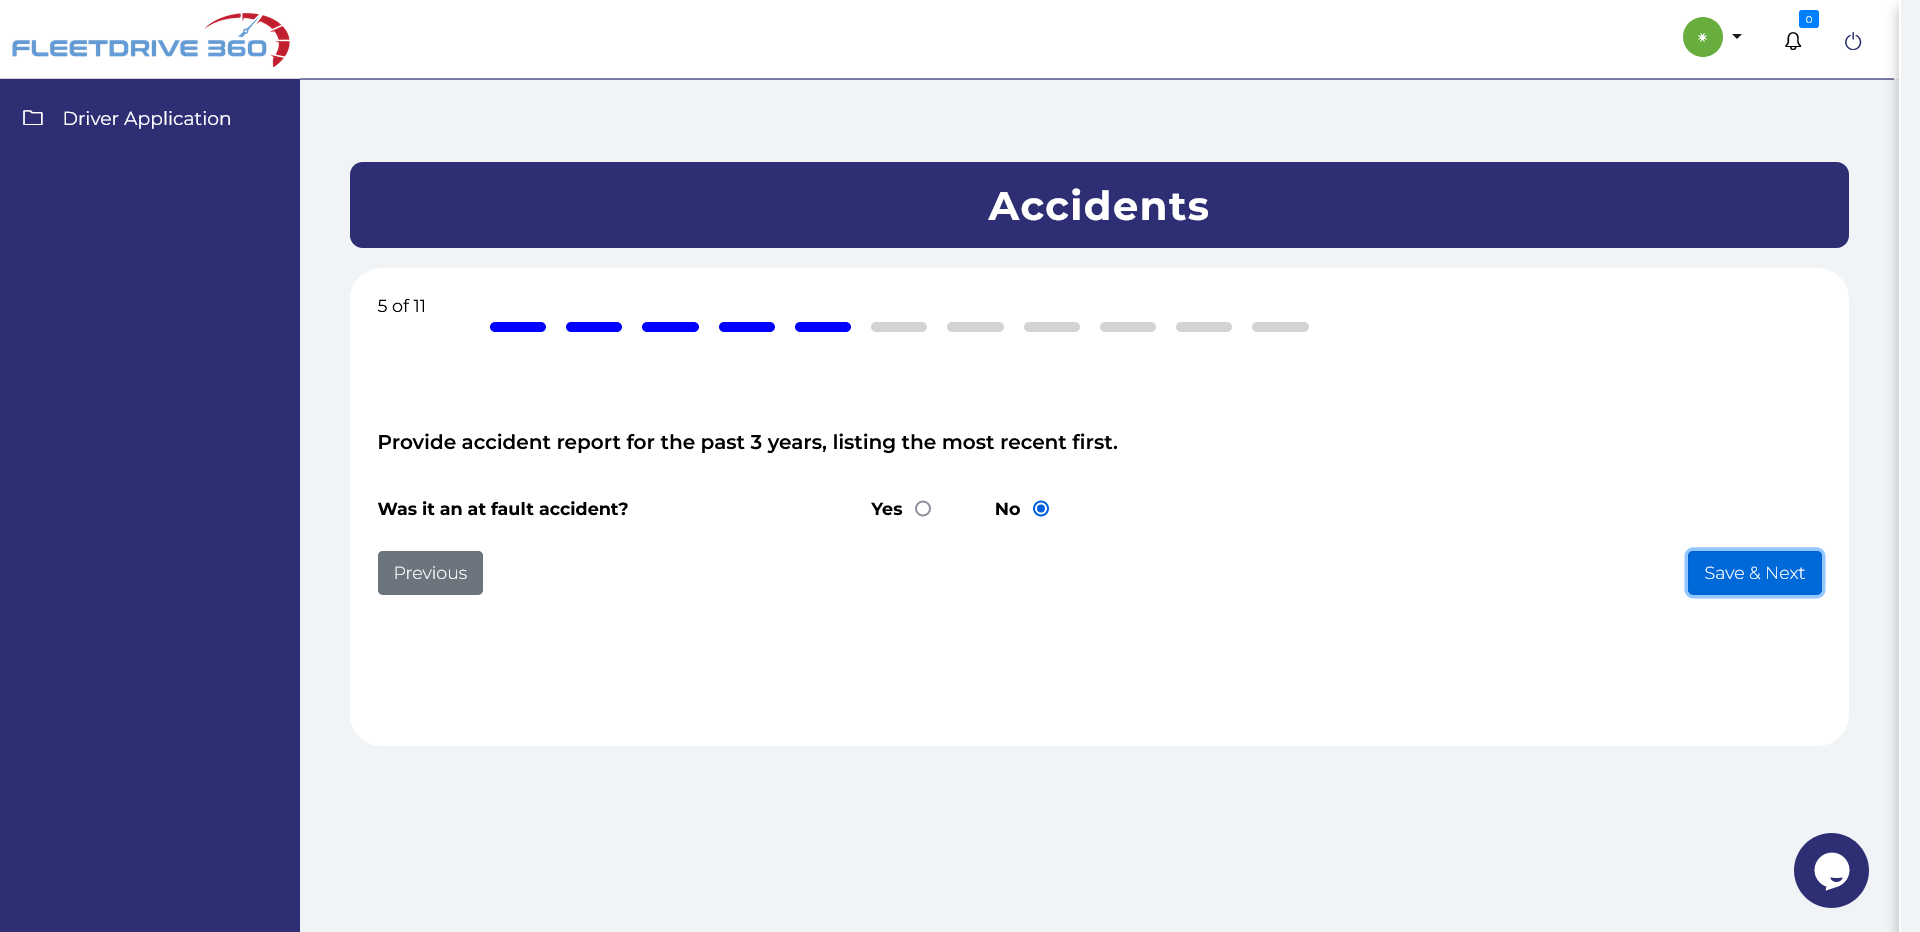 FLEETDRIVE 360
0
Driver Application
Accidents
5 of 11
Provide accident report for the past 3 years, listing the most recent first.
Was it an at fault accident? Yes No
Previous Save & Next